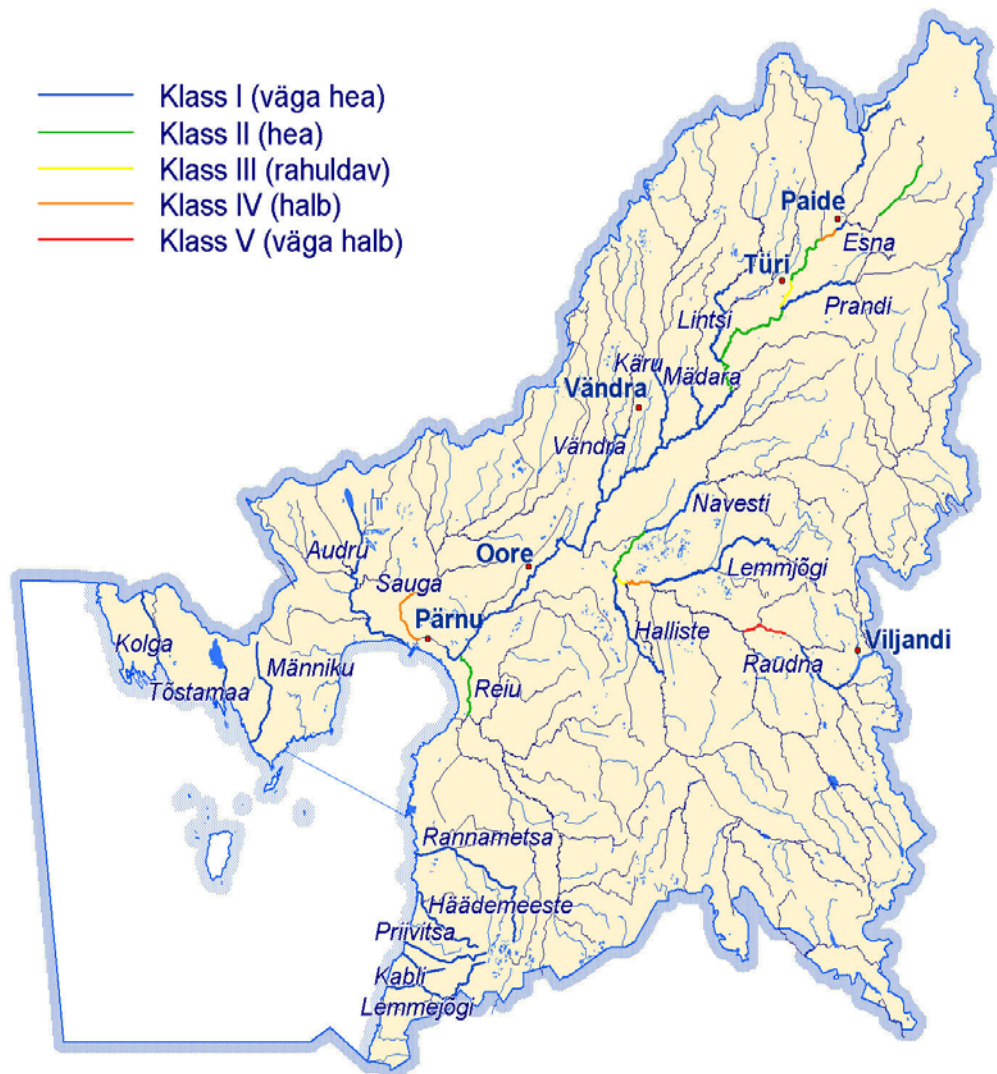 Klass I (väga hea)
Klass II (hea)
Klass III (rahuldav)
Klass IV (halb)
Klass V (väga halb)
Paide
Esna
Türi
Prandi
Lintsi
Käru
Mädara
Vändra
Vändra
Navesti
Audru
Oore
Lemmjõgi
Sauga
Pärnu
Halliste
Viljandi
Kolga
Männiku
Raudna
Tõstamaa
Reiu
Rannametsa
Häädemeeste
Priivitsa
Kabli
Lemmejõgi